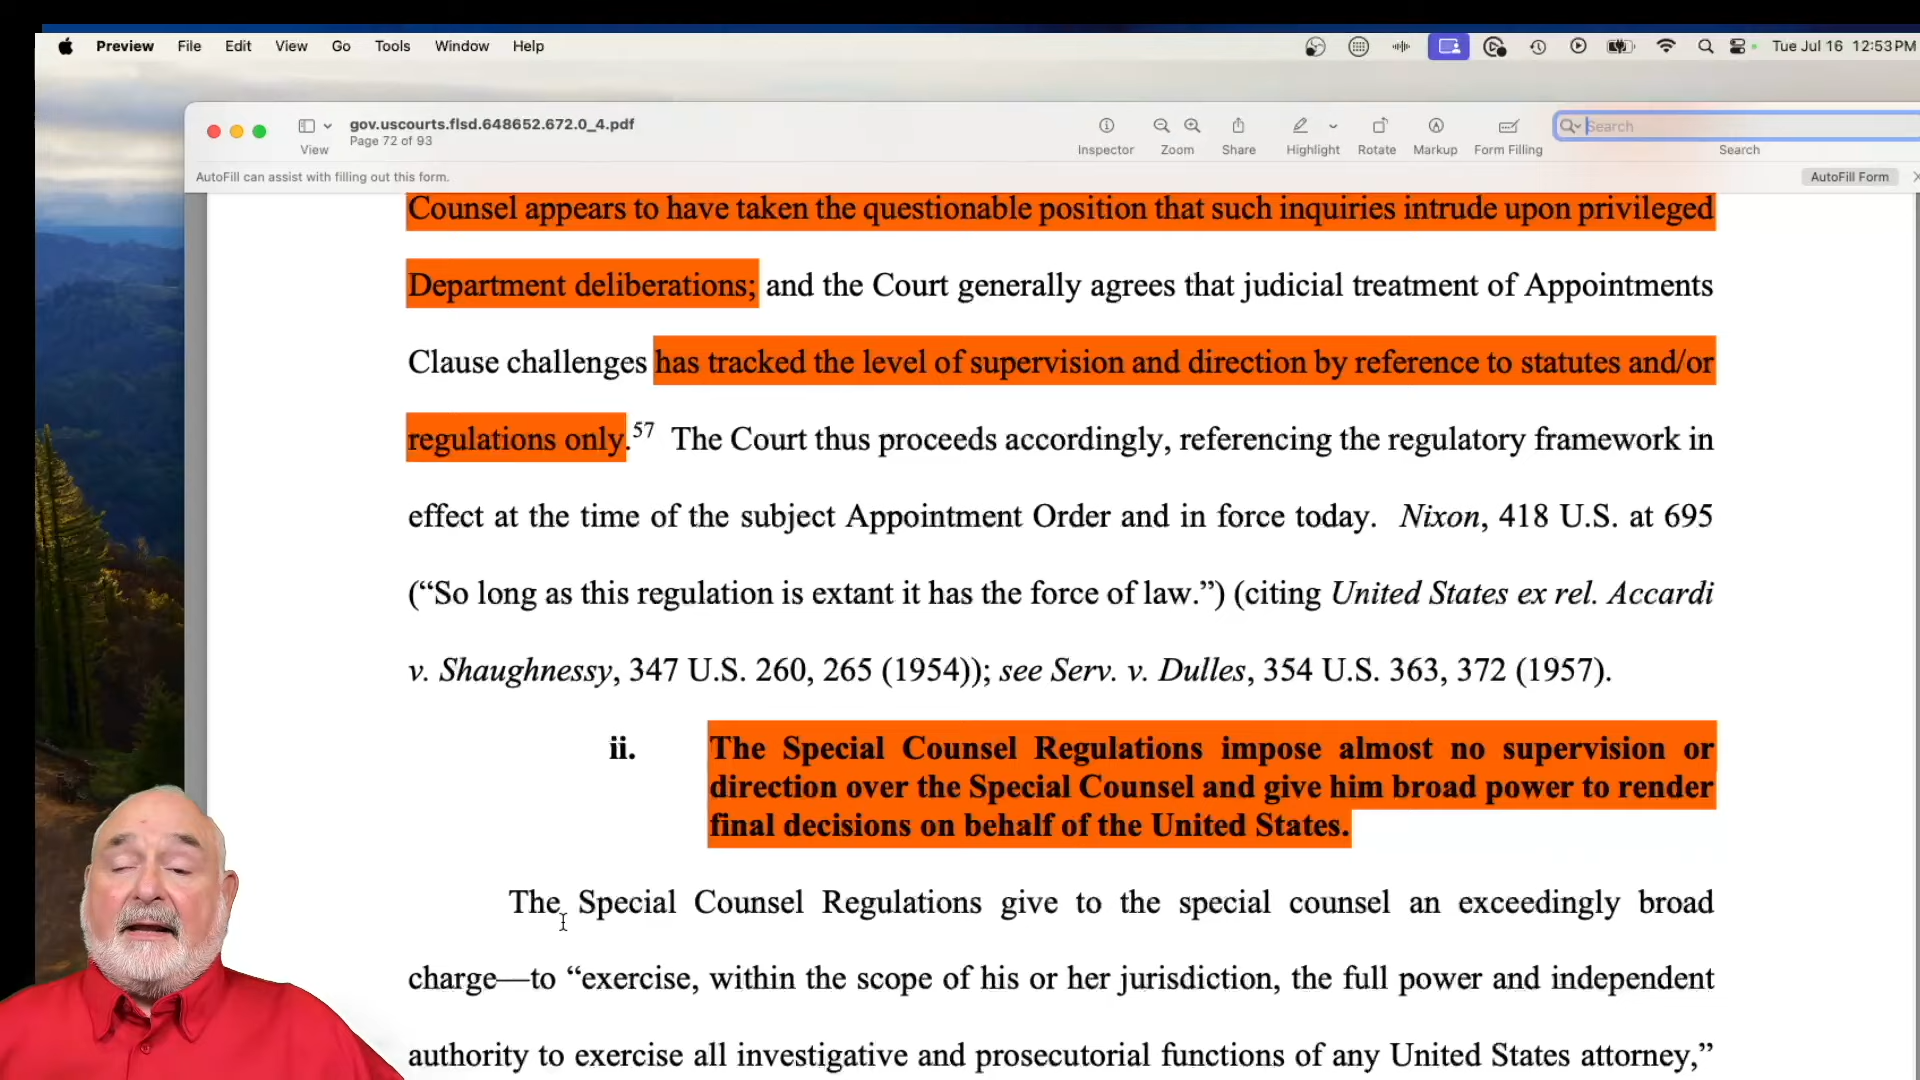 Preview File Edit View Go Tools Window Help Tue Jul 16 12:53 PM
gov.uscourts.flsd.648652.672.0_4.pdf
Page 72 of 93
View Inspector Zoom Share Highlight Rotate Markup Form Filling Search
Search
AutoFill can assist with filling out this form. AutoFill Form
Counsel appears to have taken the questionable position that such inquiries intrude upon privileged
Department deliberations; and the Court generally agrees that judicial treatment of Appointments
Clause challenges has tracked the level of supervision and direction by reference to statutes and/or
regulations only.57 The Court thus proceeds accordingly, referencing the regulatory framework in
effect at the time of the subject Appointment Order and in force today. Nixon, 418 U.S. at 695
(“So long as this regulation is extant it has the force of law.”) (citing United States ex rel. Accardi
v. Shaughnessy, 347 U.S. 260, 265 (1954)); see Serv. v. Dulles, 354 U.S. 363, 372 (1957).
ii. The Special Counsel Regulations impose almost no supervision or
direction over the Special Counsel and give him broad power to render
final decisions on behalf of the United States.
The Special Counsel Regulations give to the special counsel an exceedingly broad
charge—to “exercise, within the scope of his or her jurisdiction, the full power and independent
authority to exercise all investigative and prosecutorial functions of any United States attorney,”